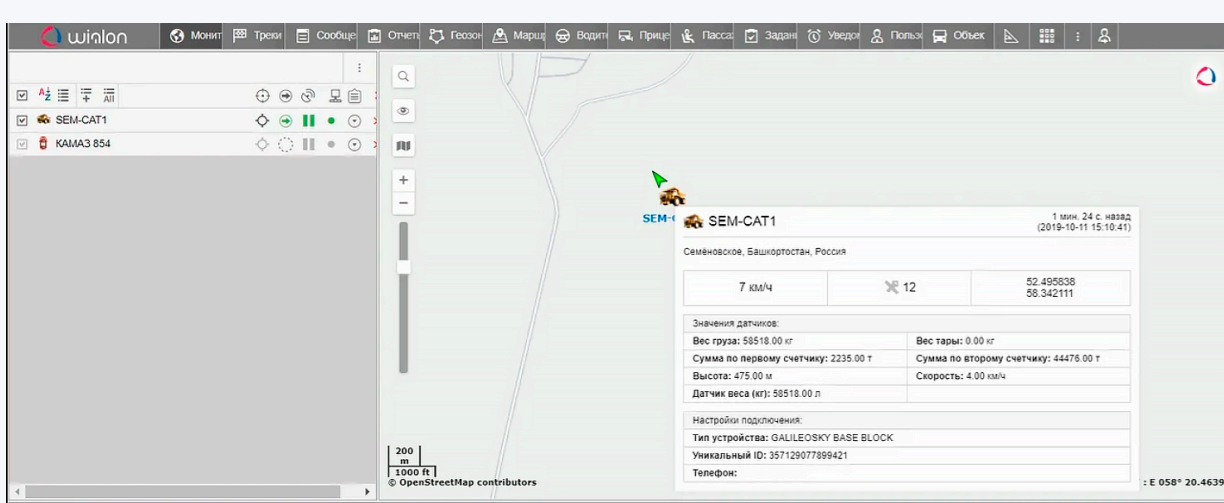 wialon Монит Треки Сообще Отчет Геозон Маршр Водите Прице Пасса Задани Уведом Польз Объек
A Z All
SEM-CAT1
КАМАЗ 854
+
−
SEM-C
SEM-CAT1
1 мин. 24 с. назад
(2019-10-11 15:10:41)
Семёновское, Башкортостан, Россия
7 км/ч 12 52.495838
58.342111
Значения датчиков:
Вес груза: 58518.00 кг Вес тары: 0.00 кг
Сумма по первому счетчику: 2235.00 т Сумма по второму счетчику: 44476.00 т
Высота: 475.00 м Скорость: 4.00 км/ч
Датчик веса (кг): 58518.00 л
Настройки подключения:
Тип устройства: GALILEOSKY BASE BLOCK
Уникальный ID: 357129077899421
Телефон:
200
m
1000 ft
© OpenStreetMap contributors
: E 058° 20.4639